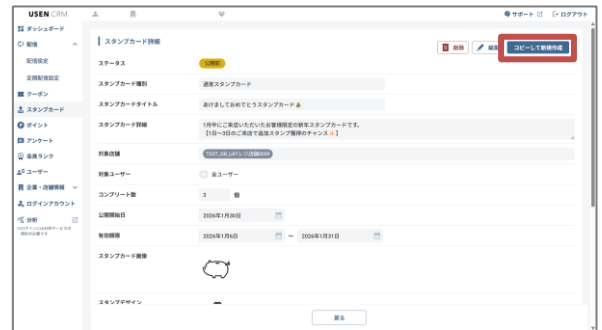 USEN CRM
サポート
ログアウト
ダッシュボード
配信
配信設定
定期配信設定
クーポン
スタンプカード
ポイント
アンケート
会員ランク
ユーザー
企業・店舗情報
ログインアカウント
分析
スタンプカード詳細
削除
編集
コピーして新規作成
ステータス
公開前
スタンプカード種別
通常スタンプカード
スタンプカードタイトル
あけましておめでとうスタンプカード🎍
スタンプカード詳細
1月中にご来店いただいたお客様限定の新年スタンプカードです。
【1日~3日のご来店で追加スタンプ獲得のチャンス✨】
対象店舗
対象ユーザー
全ユーザー
コンプリート数
3 個
公開開始日
2026年1月30日
有効期限
2026年1月6日 ~ 2026年1月31日
スタンプカード画像
スタンプデザイン
戻る